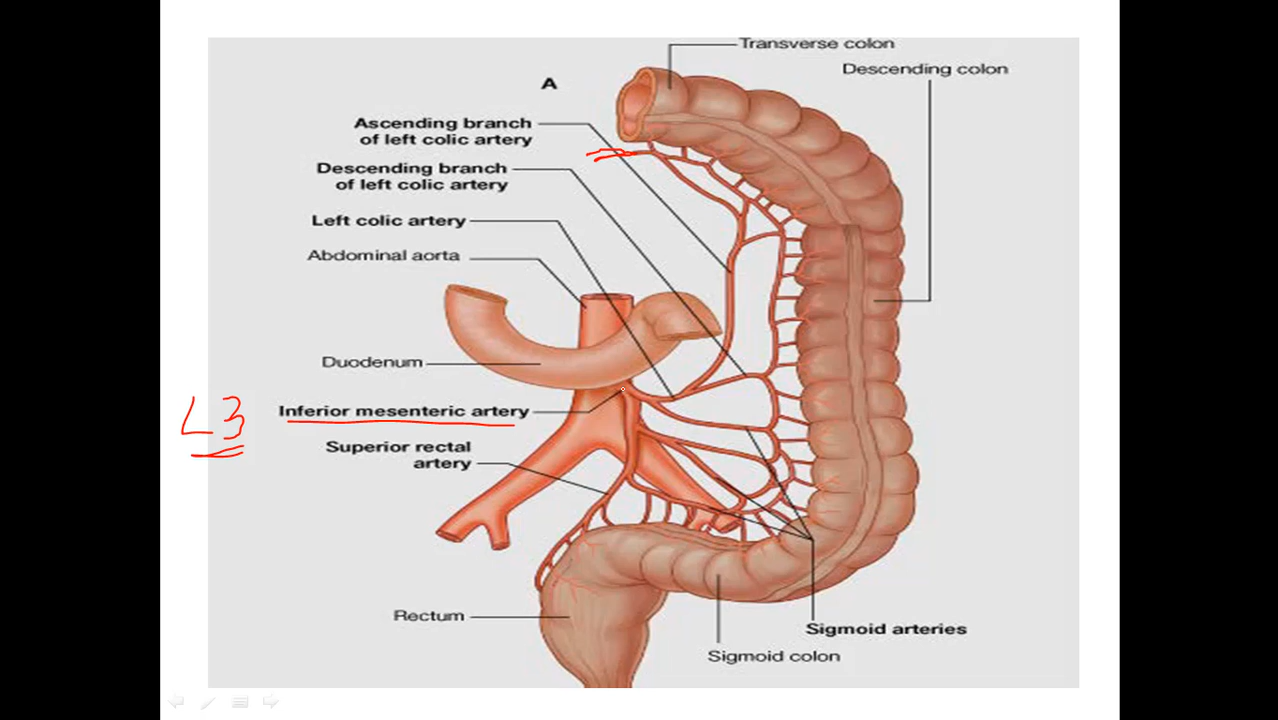 Transverse colon
Descending colon
A
Ascending branch
of left colic artery
Descending branch
of left colic artery
Left colic artery
Abdominal aorta
Duodenum
L3
Inferior mesenteric artery
Superior rectal
artery
Rectum
Sigmoid arteries
Sigmoid colon